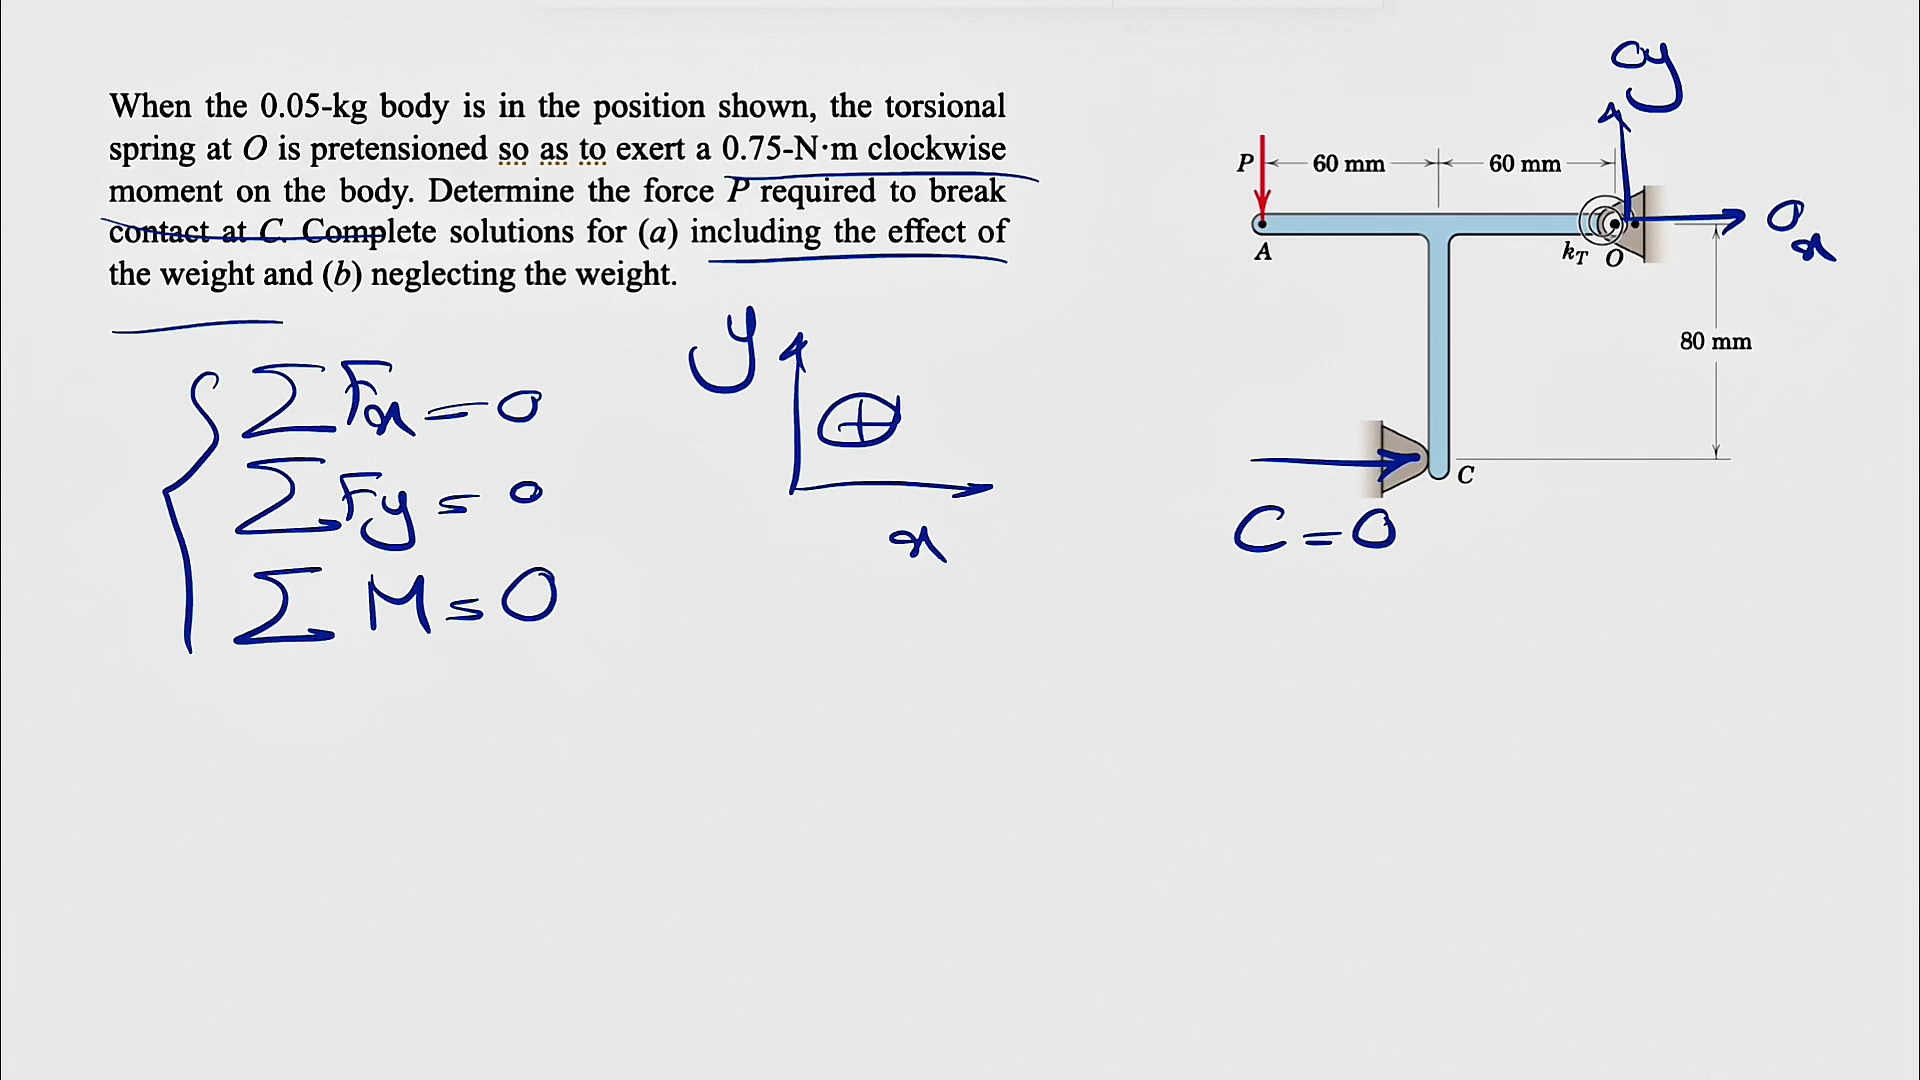 When the 0.05-kg body is in the position shown, the torsional
spring at O is pretensioned so as to exert a 0.75-N·m clockwise
moment on the body. Determine the force P required to break
contact at C. Complete solutions for (a) including the effect of
the weight and (b) neglecting the weight.
∑Fx = 0
∑Fy = 0
∑M = 0
y
+
x
Oy
P
60 mm
60 mm
Ox
A
kT
O
80 mm
C
C = 0